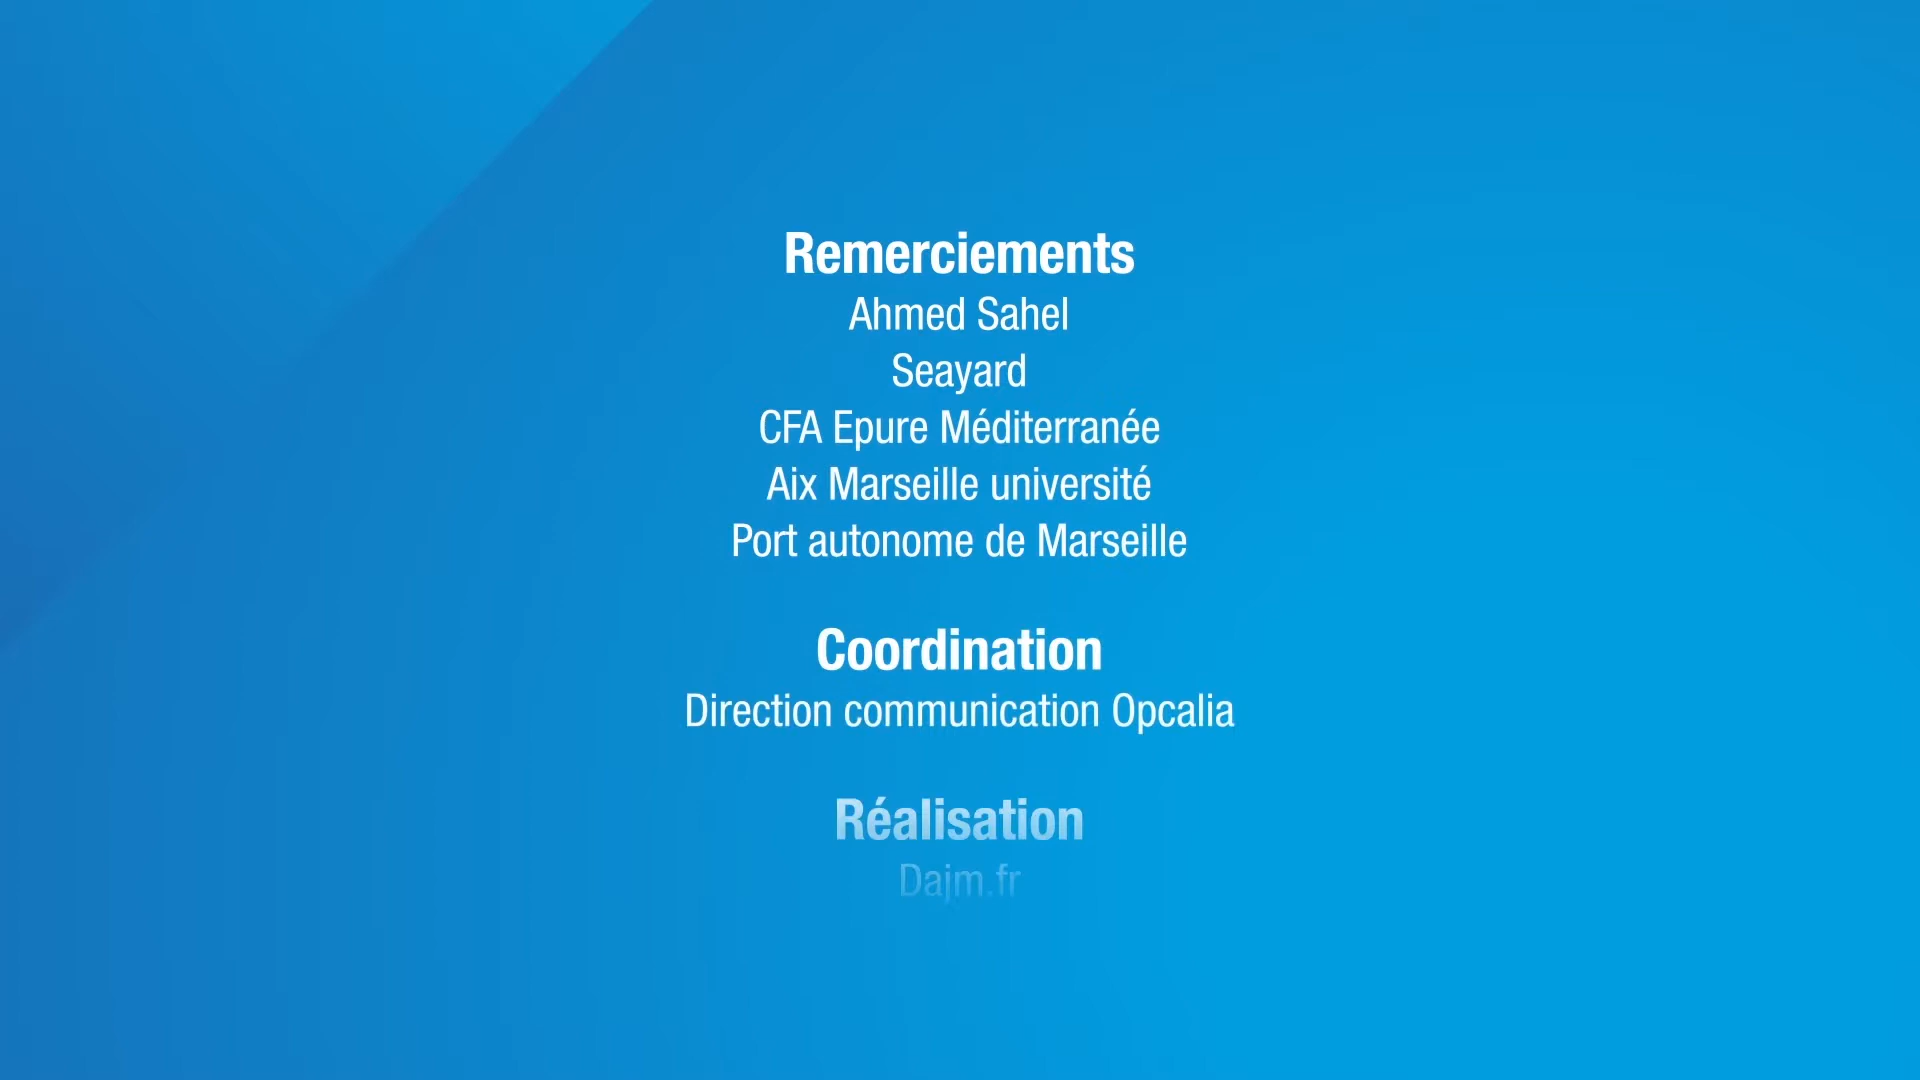 Remerciements
Ahmed Sahel
Seayard
CFA Epure Méditerranée
Aix Marseille université
Port autonome de Marseille
Coordination
Direction communication Opcalia
Réalisation
Dajm.fr